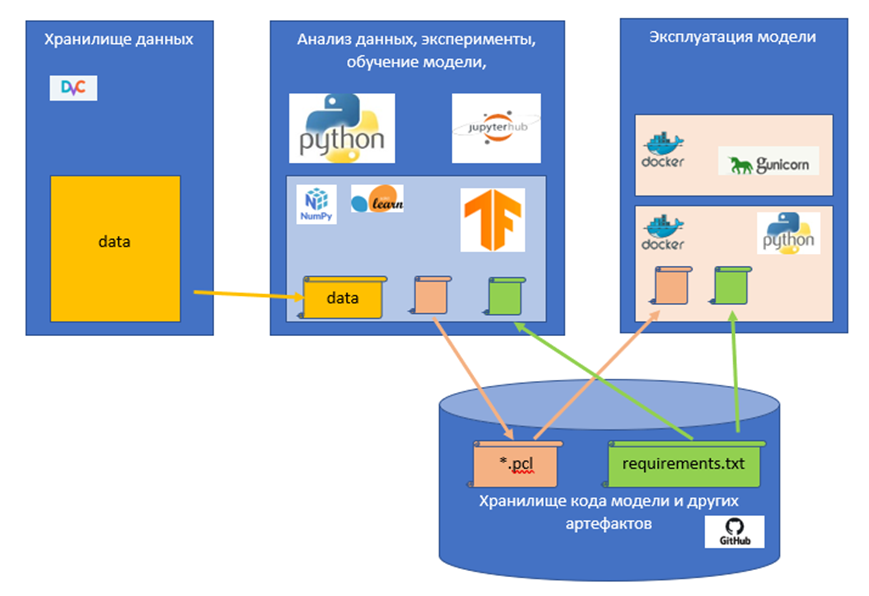 Хранилище данных
DVC
data
Анализ данных, эксперименты,
обучение модели,
python
jupyterhub
NumPy
learn
data
Эксплуатация модели
docker
gunicorn
docker
python
*.pcl
requirements.txt
Хранилище кода модели и других
артефактов
GitHub